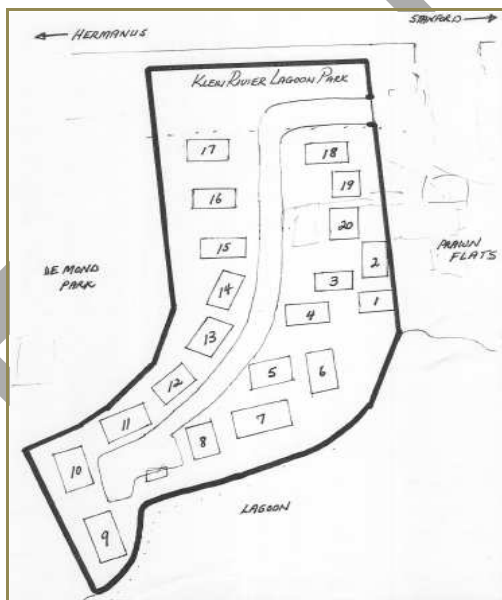 STANFORD →
← HERMANUS
KLEIN RIVIER LAGOON PARK
17
18
19
16
20
15
PRAWN
FLATS
DE MOND
PARK
2
14
3
1
4
13
12
5
6
11
7
8
10
9
LAGOON